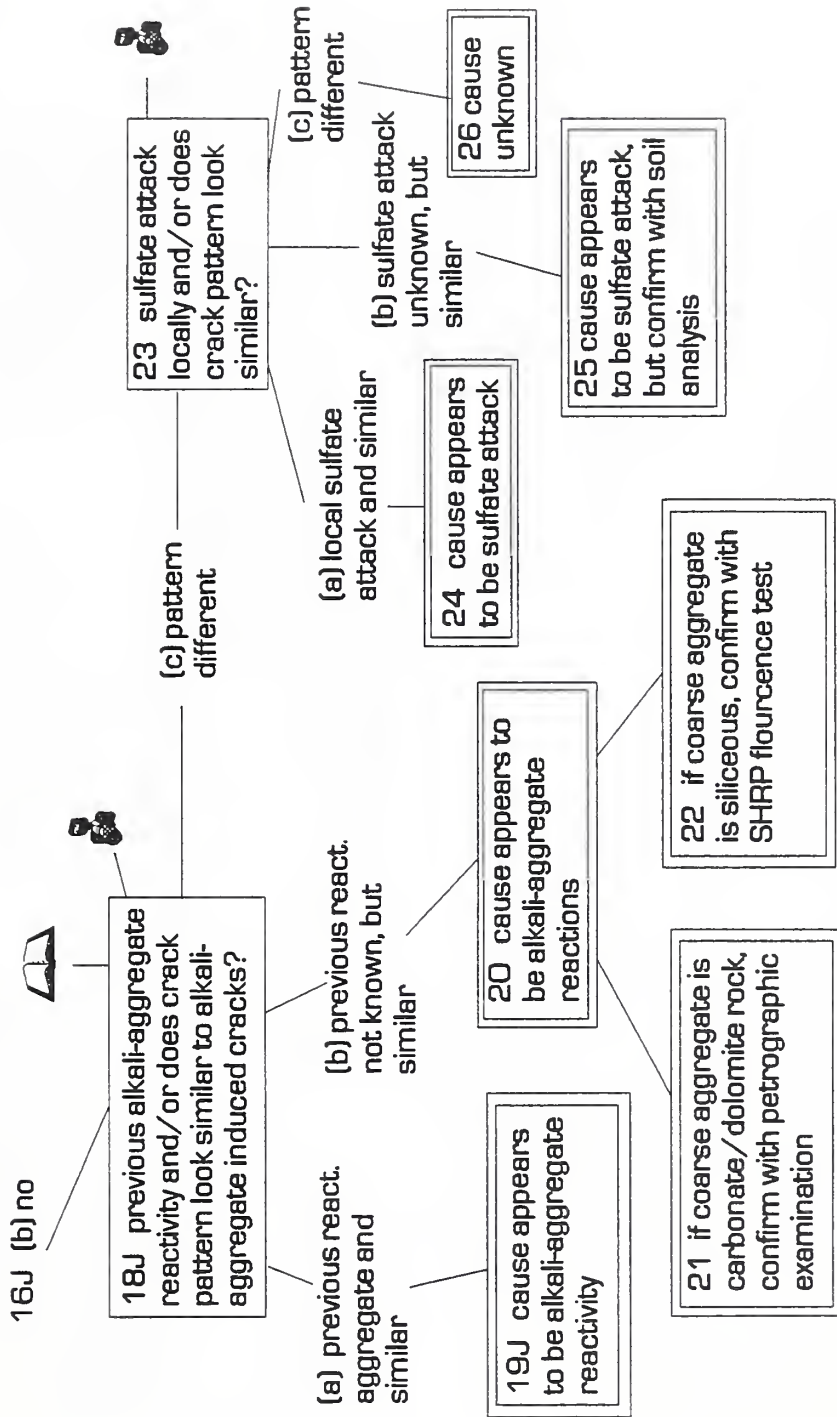 16J (b) no
18J previous alkali-aggregate
reactivity and/or does crack
pattern look similar to alkali-
aggregate induced cracks?
(c) pattern
different
23 sulfate attack
locally and/or does
crack pattern look
similar?
(a) previous react.
aggregate and
similar
(b) previous react.
not known, but
similar
(a) local sulfate
attack and similar
(b) sulfate attack
unknown, but
similar
(c) pattern
different
19J cause appears
to be alkali-aggregate
reactivity
20 cause appears to
be alkali-aggregate
reactions
24 cause appears
to be sulfate attack
25 cause appears
to be sulfate attack,
but confirm with soil
analysis
26 cause
unknown
21 if coarse aggregate is
carbonate/dolomite rock,
confirm with petrographic
examination
22 if coarse aggregate
is siliceous, confirm with
SHRP flourcence test